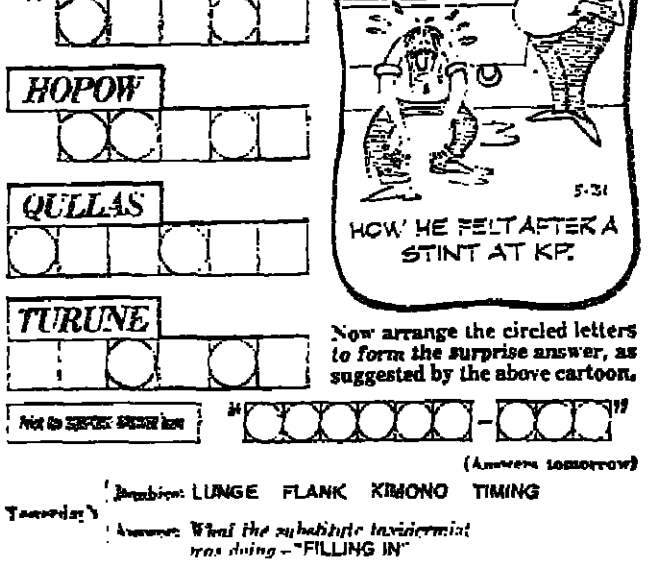 HOPOW
QULLAS
TURUNE
5-31
HOW HE FELT AFTER A
STINT AT KP.
Now arrange the circled letters
to form the surprise answer, as
suggested by the above cartoon.
" - "
(Answers tomorrow)
Yesterday's
Jumbles: LUNGE FLANK KIMONO TIMING
Answer: What the substitute taxidermist
was doing - "FILLING IN"